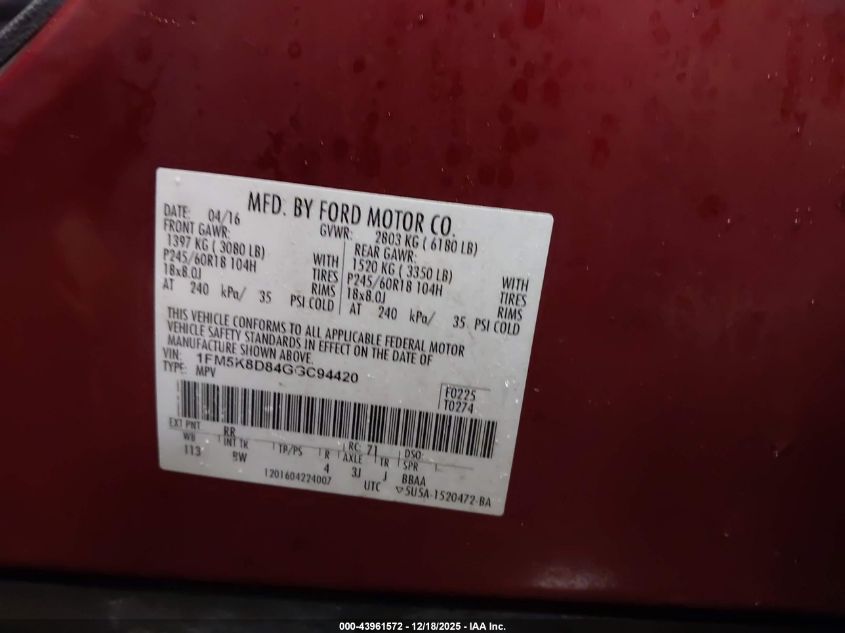 MFD. BY FORD MOTOR CO.
DATE: 04/16 GVWR: 2803 KG ( 6180 LB)
FRONT GAWR: REAR GAWR:
1397 KG ( 3080 LB) WITH 1520 KG ( 3350 LB) WITH
P245/60R18 104H TIRES P245/60R18 104H TIRES
18x8.0J RIMS 18x8.0J RIMS
AT 240 kPa/ 35 PSI COLD AT 240 kPa/ 35 PSI COLD
THIS VEHICLE CONFORMS TO ALL APPLICABLE FEDERAL MOTOR
VEHICLE SAFETY STANDARDS IN EFFECT ON THE DATE OF
MANUFACTURE SHOWN ABOVE.
VIN: 1FM5K8D84GGC94420
TYPE: MPV
F0225
T0274
EXT PNT RR RC: 71 DSO:
WB INT TK TP/PS R AXLE TR SPR
113 BW 4 3J J BBAA
1201604224007 UTC ▽5U5A-1520472-BA
000-43961572 - 12/18/2025 - IAA Inc.